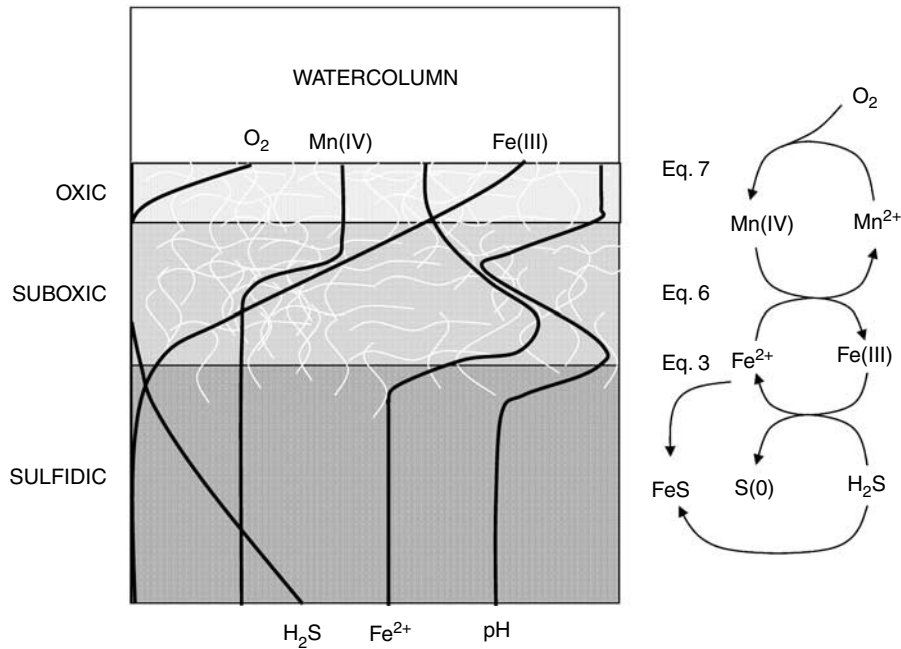 WATERCOLUMN
O₂
Mn(IV)
Fe(III)
OXIC
SUBOXIC
SULFIDIC
H₂S
Fe²⁺
pH
O₂
Eq. 7
Mn(IV)
Mn²⁺
Eq. 6
Eq. 3
Fe²⁺
Fe(III)
FeS
S(0)
H₂S